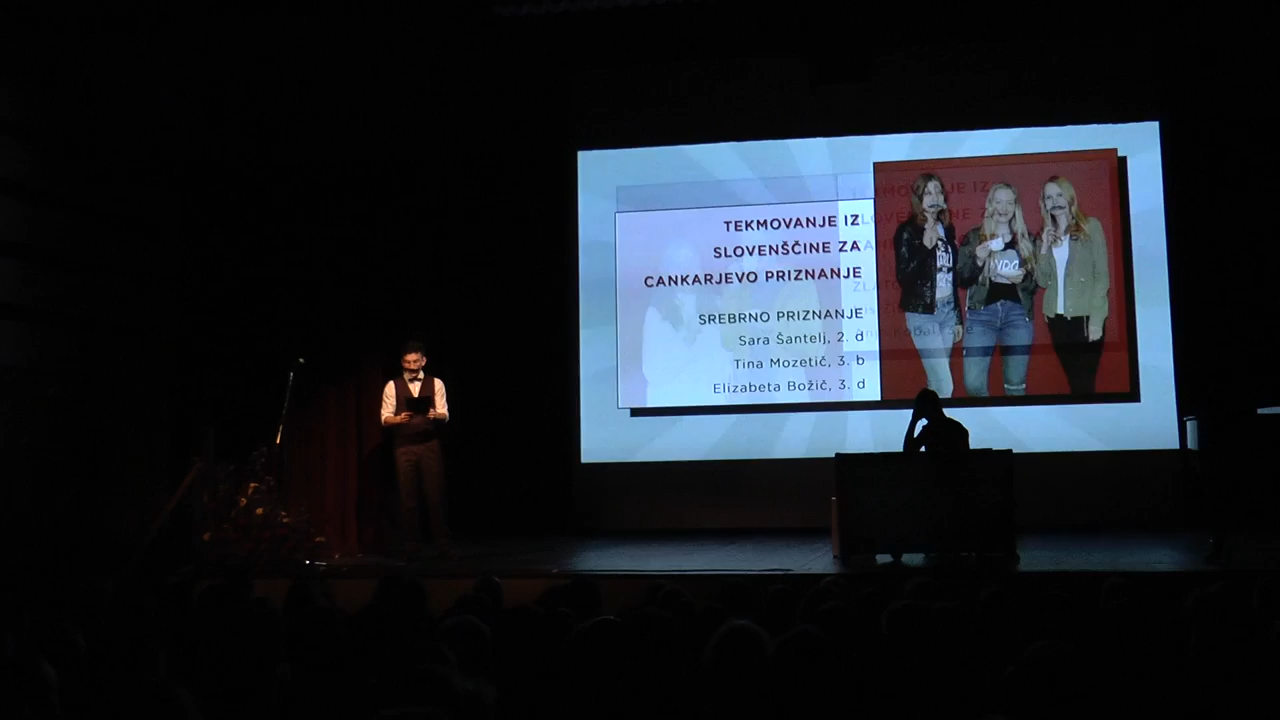 TEKMOVANJE IZ
SLOVENŠČINE ZA
CANKARJEVO PRIZNANJE
SREBRNO PRIZNANJE
Sara Šantelj, 2. d
Tina Mozetič, 3. b
Elizabeta Božič, 3. d